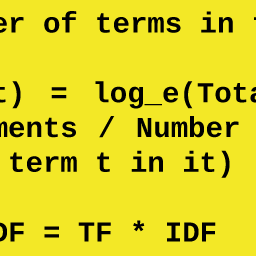 er of terms in
t) = log_e(Tota
ments / Number
term t in it)
DF = TF * IDF